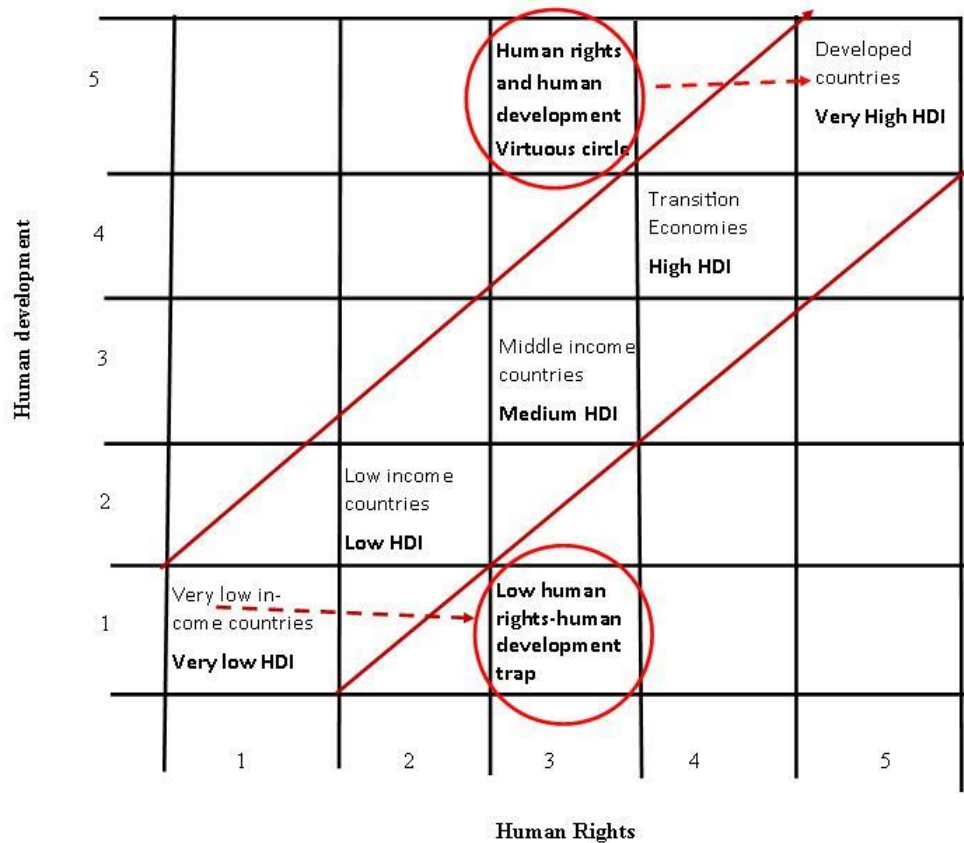 Human rights
and human
development
Virtuous circle
Developed
countries
Very High HDI
5
Transition
Economies
High HDI
4
Human development
Middle income
countries
Medium HDI
3
Low income
countries
Low HDI
2
Very low in-
come countries
Very low HDI
Low human
rights-human
development
trap
1
1 2 3 4 5
Human Rights